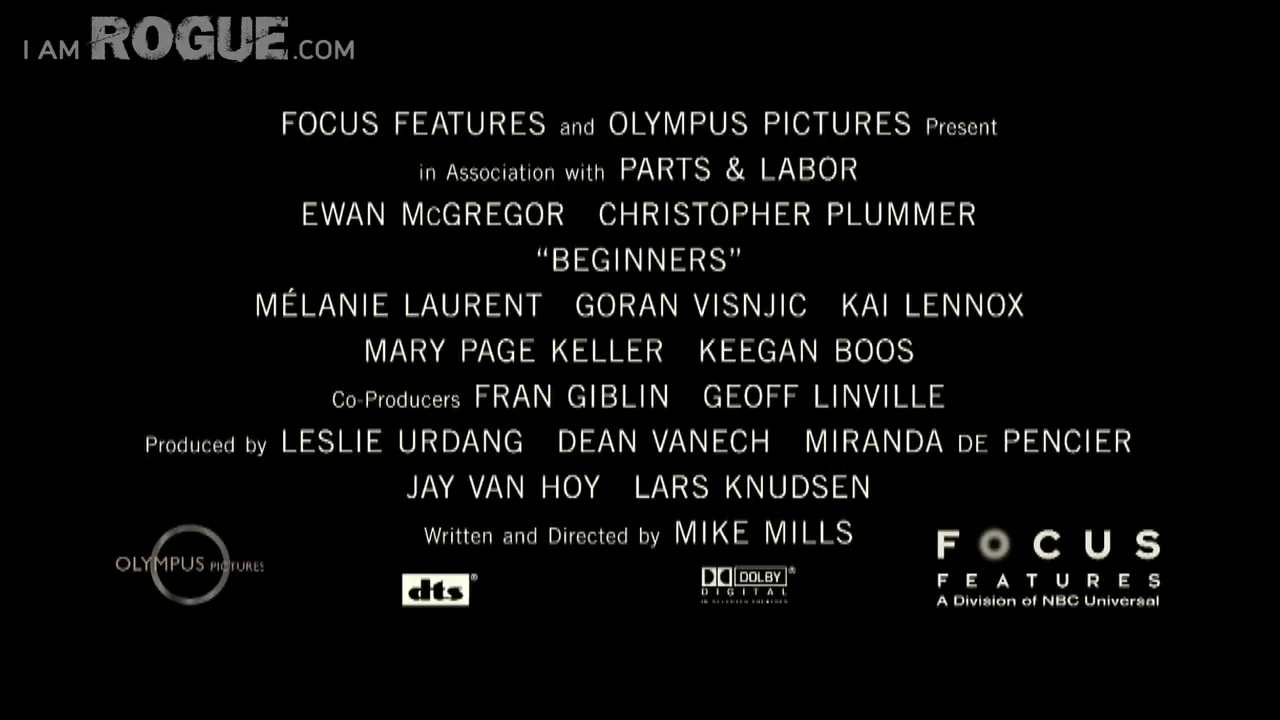 I AM ROGUE.COM
FOCUS FEATURES and OLYMPUS PICTURES Present
in Association with PARTS & LABOR
EWAN McGREGOR CHRISTOPHER PLUMMER
“BEGINNERS”
MÉLANIE LAURENT GORAN VISNJIC KAI LENNOX
MARY PAGE KELLER KEEGAN BOOS
Co-Producers FRAN GIBLIN GEOFF LINVILLE
Produced by LESLIE URDANG DEAN VANECH MIRANDA DE PENCIER
JAY VAN HOY LARS KNUDSEN
Written and Directed by MIKE MILLS
OLYMPUS PICTURES
dts®
DOLBY®
DIGITAL
FOCUS
FEATURES
A Division of NBC Universal